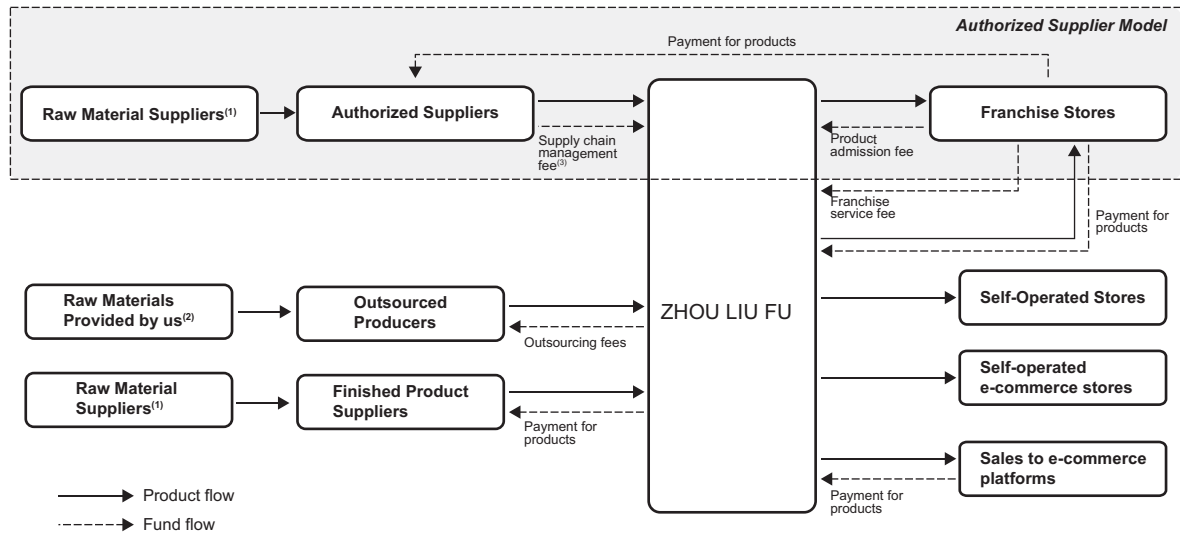 Authorized Supplier Model
Payment for products
Raw Material Suppliers(1)
Authorized Suppliers
Franchise Stores
Supply chain
management
fee(3)
Product
admission fee
Franchise
service fee
Payment for
products
Raw Materials
Provided by us(2)
Outsourced
Producers
Outsourcing fees
ZHOU LIU FU
Self-Operated Stores
Raw Material
Suppliers(1)
Finished Product
Suppliers
Payment for
products
Self-operated
e-commerce stores
Sales to e-commerce
platforms
Payment for
products
Product flow
Fund flow